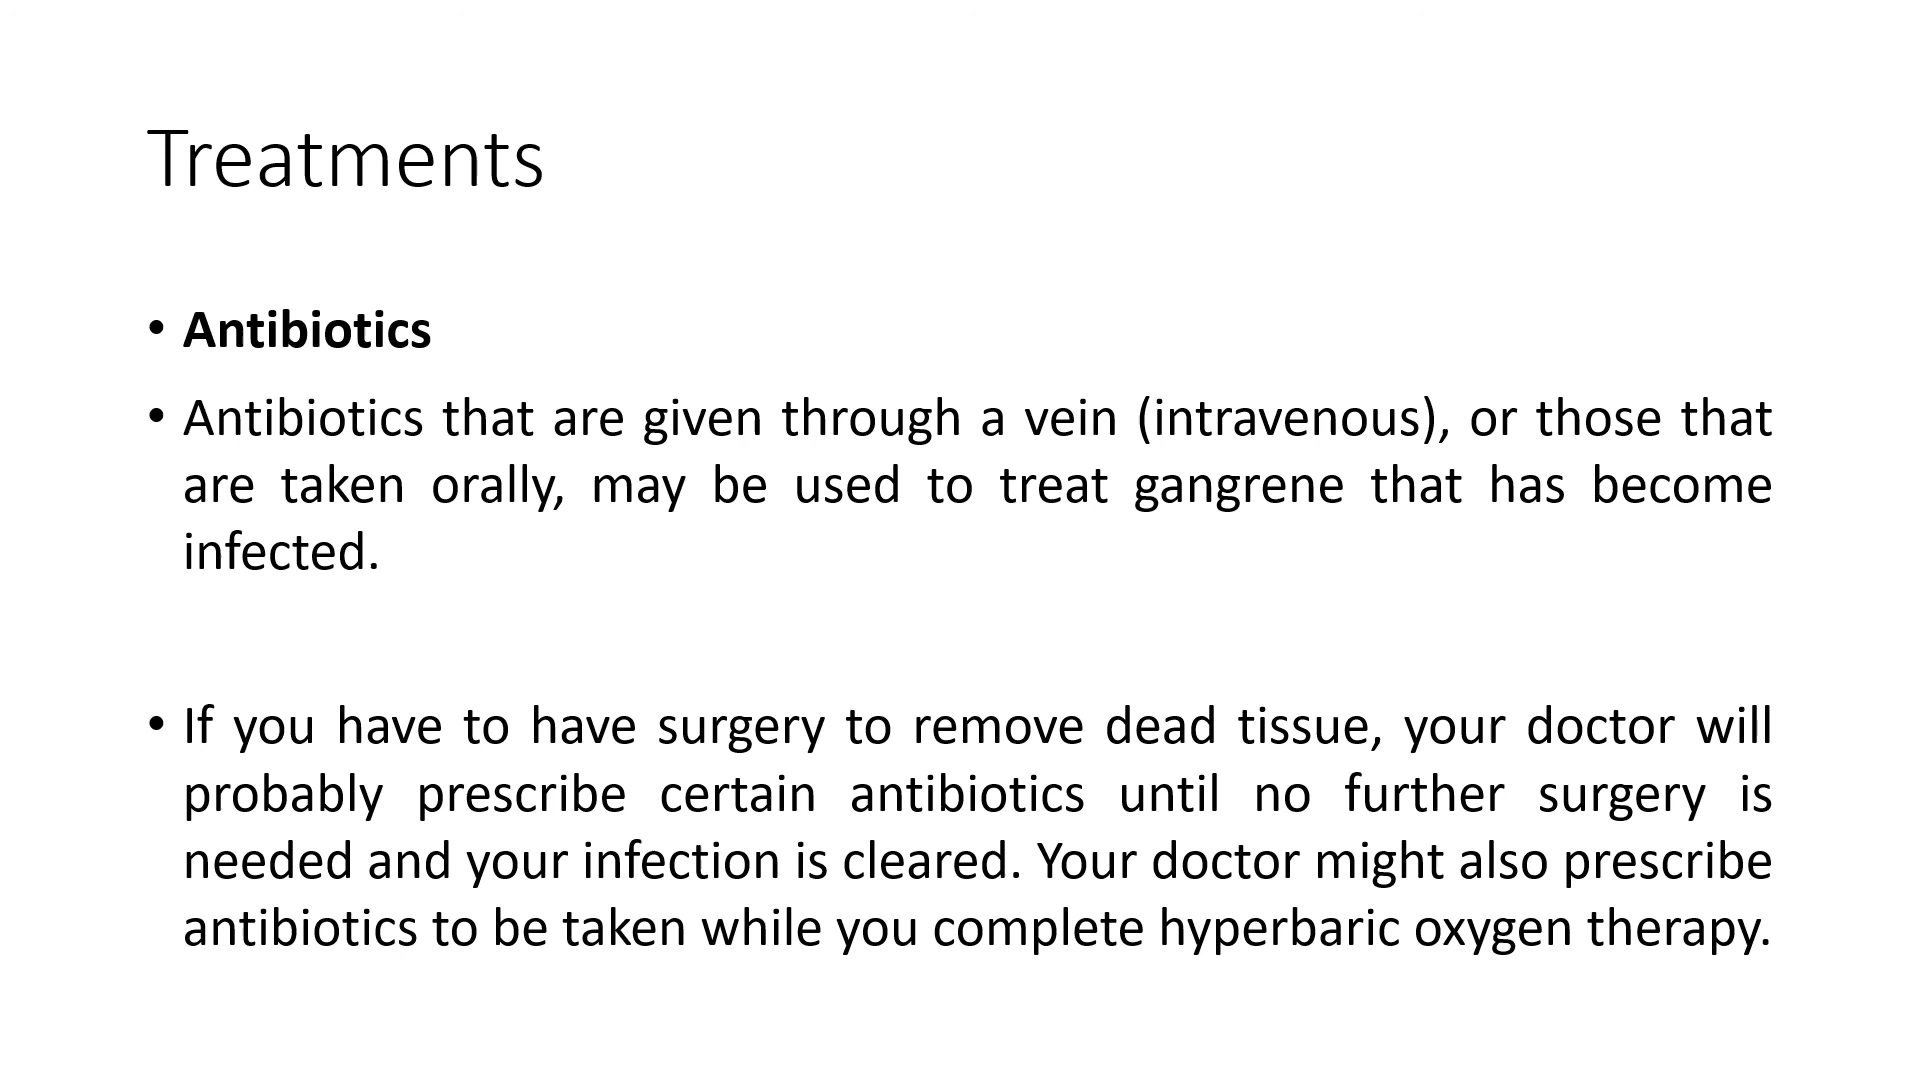 Treatments
• Antibiotics
• Antibiotics that are given through a vein (intravenous), or those that
are taken orally, may be used to treat gangrene that has become
infected.
• If you have to have surgery to remove dead tissue, your doctor will
probably prescribe certain antibiotics until no further surgery is
needed and your infection is cleared. Your doctor might also prescribe
antibiotics to be taken while you complete hyperbaric oxygen therapy.